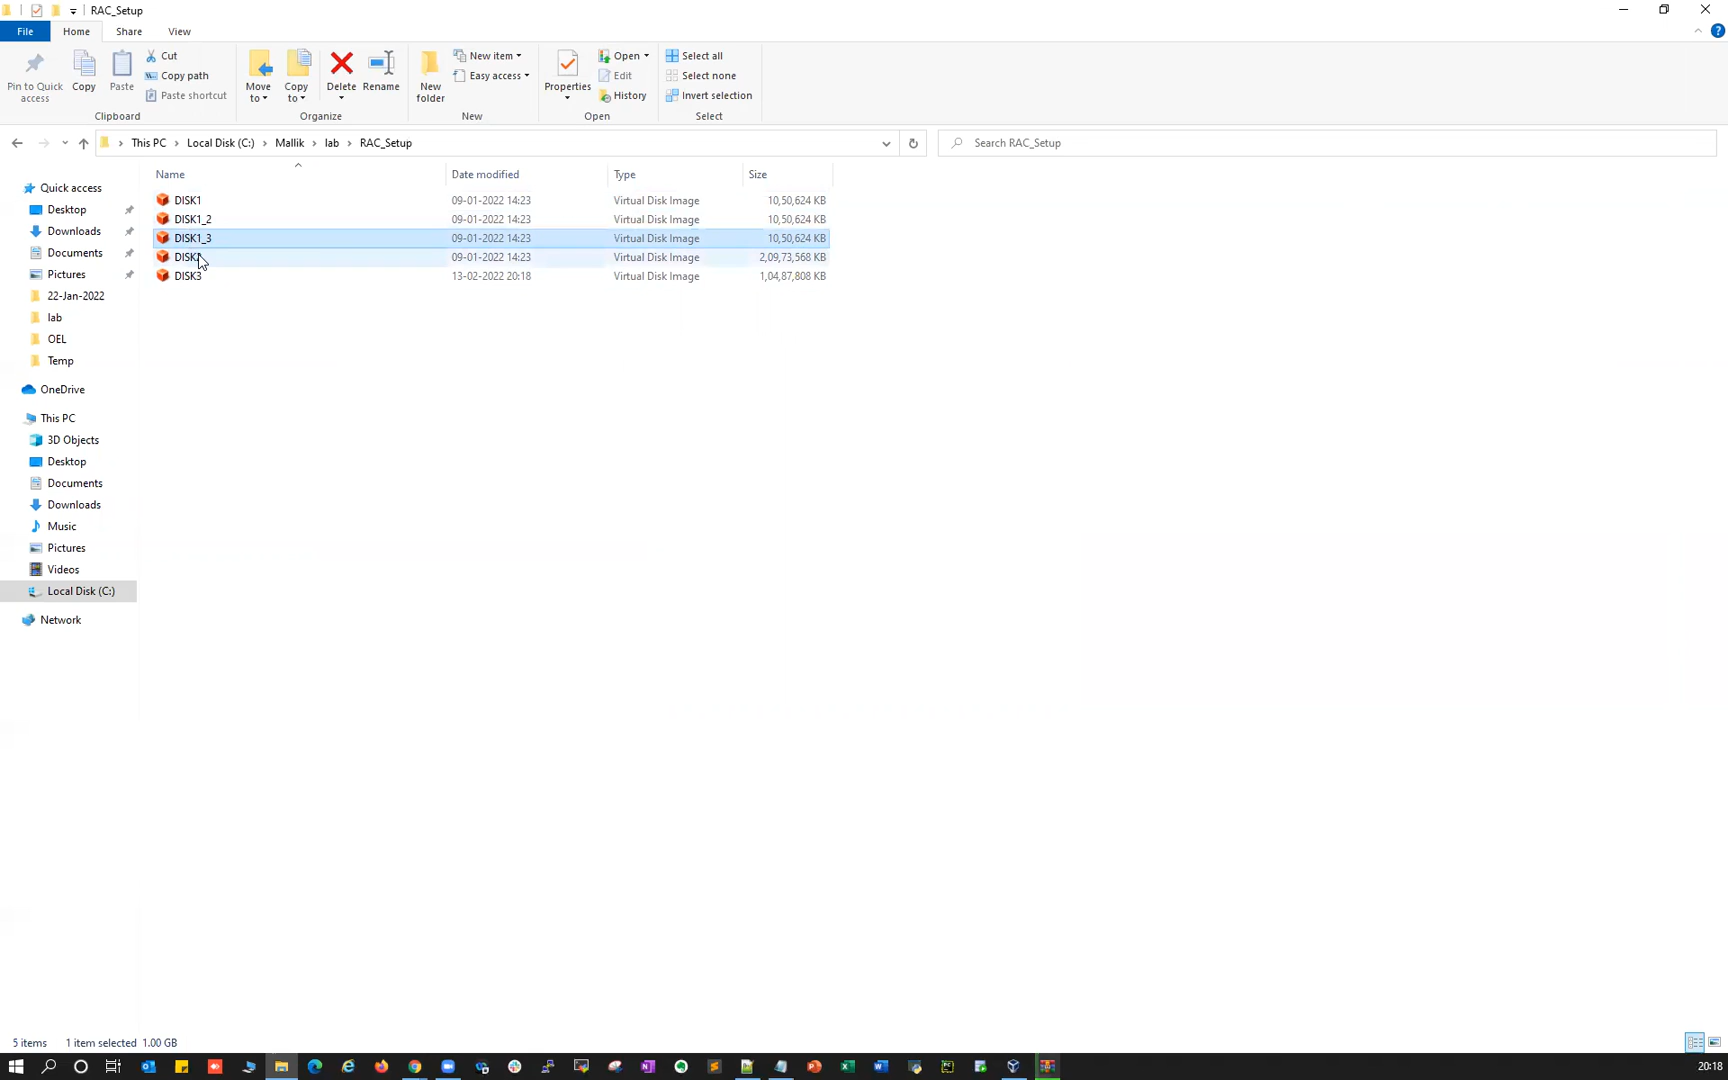 RAC_Setup
File Home Share View
Pin to Quick access
Copy
Paste
Cut
Copy path
Paste shortcut
Clipboard
Move to
Copy to
Delete
Rename
Organize
New folder
New item
Easy access
New
Properties
Open
Edit
History
Open
Select all
Select none
Invert selection
Select
This PC > Local Disk (C:) > Mallik > lab > RAC_Setup
Search RAC_Setup
Name Date modified Type Size
DISK1 09-01-2022 14:23 Virtual Disk Image 10,50,624 KB
DISK1_2 09-01-2022 14:23 Virtual Disk Image 10,50,624 KB
DISK1_3 09-01-2022 14:23 Virtual Disk Image 10,50,624 KB
DISK2 09-01-2022 14:23 Virtual Disk Image 2,09,73,568 KB
DISK3 13-02-2022 20:18 Virtual Disk Image 1,04,87,808 KB
Quick access
Desktop
Downloads
Documents
Pictures
22-Jan-2022
lab
OEL
Temp
OneDrive
This PC
3D Objects
Desktop
Documents
Downloads
Music
Pictures
Videos
Local Disk (C:)
Network
5 items 1 item selected 1.00 GB
20:18